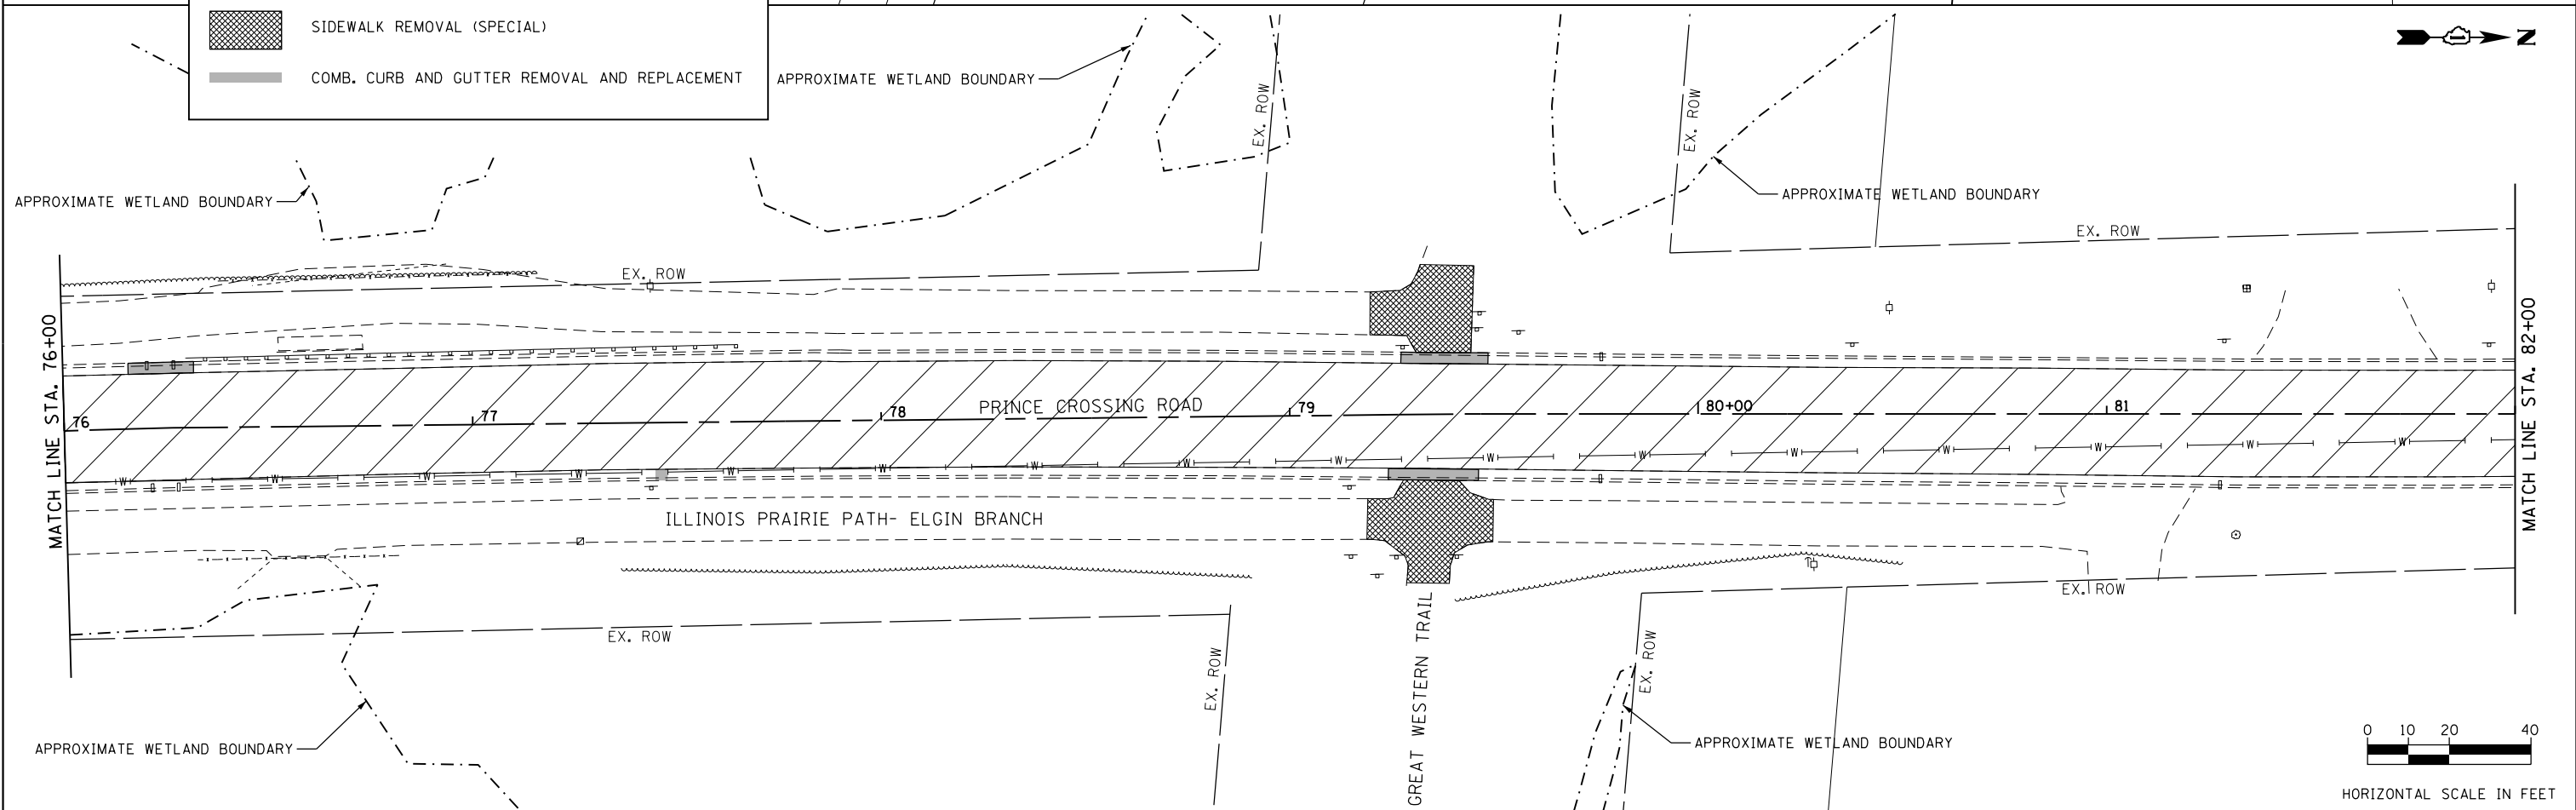 SIDEWALK REMOVAL (SPECIAL)
COMB. CURB AND GUTTER REMOVAL AND REPLACEMENT
APPROXIMATE WETLAND BOUNDARY
EX. ROW
EX. ROW
N
APPROXIMATE WETLAND BOUNDARY
APPROXIMATE WETLAND BOUNDARY
EX. ROW
EX. ROW
MATCH LINE STA. 76+00
MATCH LINE STA. 82+00
76
77
78
PRINCE CROSSING ROAD
79
80+00
81
W W W W W W W W W W W W W W W W
ILLINOIS PRAIRIE PATH- ELGIN BRANCH
EX. ROW
EX. ROW
EX. ROW
GREAT WESTERN TRAIL
EX. ROW
APPROXIMATE WETLAND BOUNDARY
APPROXIMATE WETLAND BOUNDARY
0 10 20 40
HORIZONTAL SCALE IN FEET